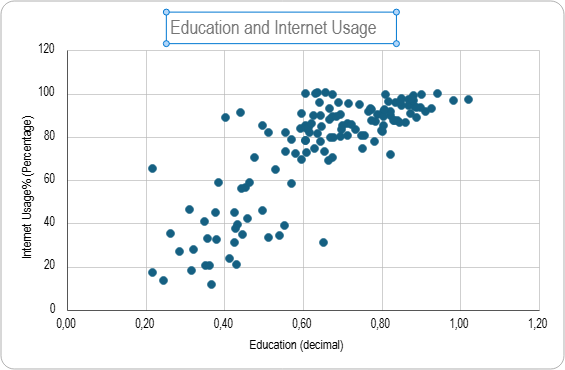 Education and Internet Usage
Internet Usage% (Percentage)
120
100
80
60
40
20
0
0,00 0,20 0,40 0,60 0,80 1,00 1,20
Education (decimal)